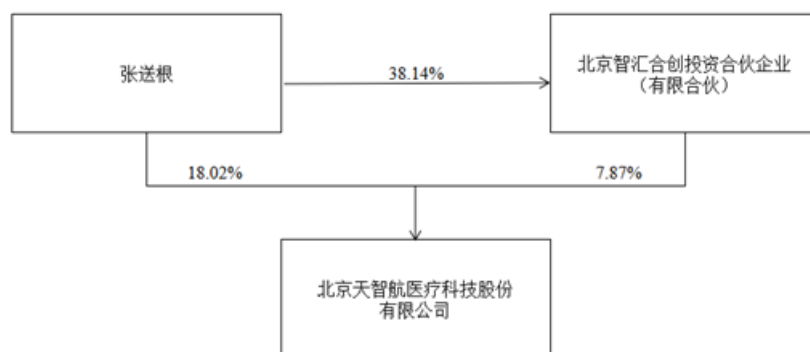 张送根
38.14%
北京智汇合创投资合伙企业
（有限合伙）
18.02%
7.87%
北京天智航医疗科技股份
有限公司